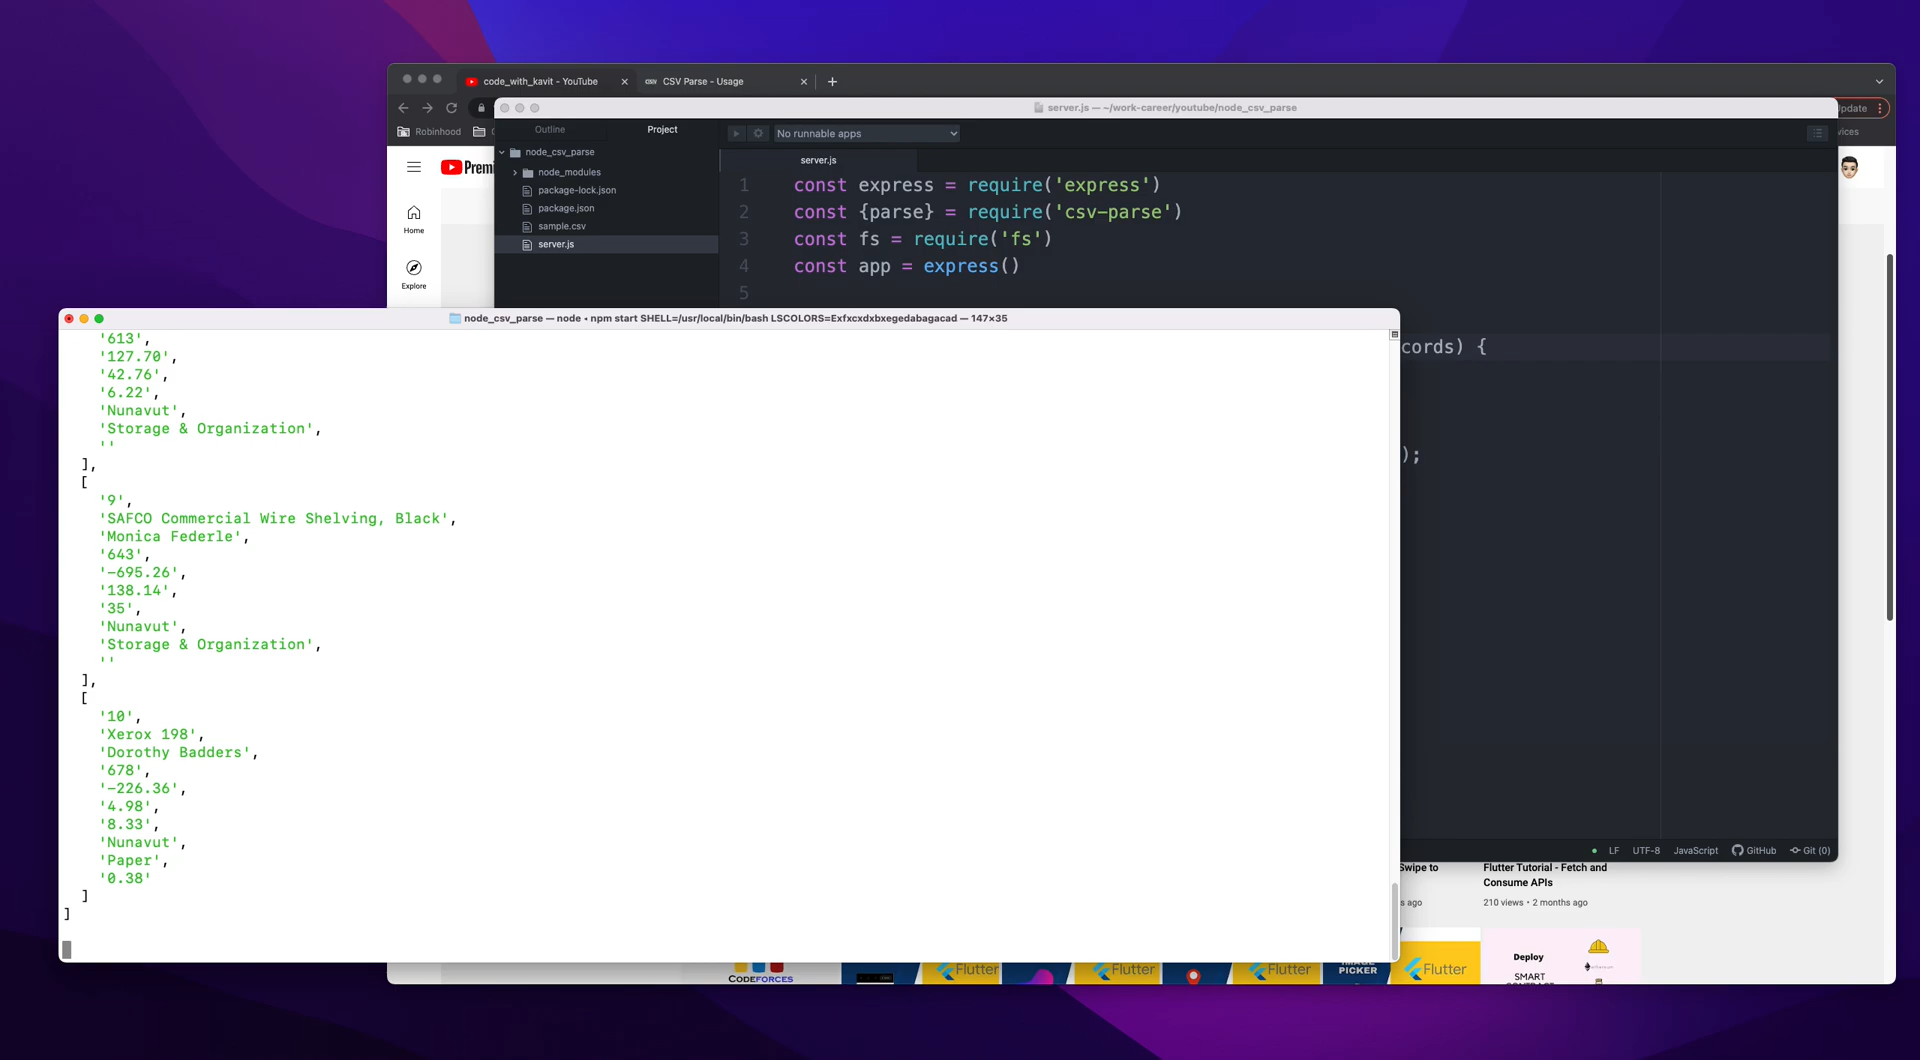 code_with_kavit - YouTube
CSV Parse - Usage
server.js — ~/work-career/youtube/node_csv_parse
Update
Robinhood
vices
Premi
Home
Explore
Outline
Project
No runnable apps
node_csv_parse
node_modules
package-lock.json
package.json
sample.csv
server.js
server.js
1 const express = require('express')
2 const {parse} = require('csv-parse')
3 const fs = require('fs')
4 const app = express()
5
cords) {
);
LF UTF-8 JavaScript GitHub Git (0)
node_csv_parse — node • npm start SHELL=/usr/local/bin/bash LSCOLORS=Exfxcxdxbxegedabagacad — 147×35
'613',
'127.70',
'42.76',
'6.22',
'Nunavut',
'Storage & Organization',
''
],
[
'9',
'SAFCO Commercial Wire Shelving, Black',
'Monica Federle',
'643',
'-695.26',
'138.14',
'35',
'Nunavut',
'Storage & Organization',
''
],
[
'10',
'Xerox 198',
'Dorothy Badders',
'678',
'-226.36',
'4.98',
'8.33',
'Nunavut',
'Paper',
'0.38'
]
]
Swipe to
s ago
Flutter Tutorial - Fetch and
Consume APIs
210 views • 2 months ago
CODEFORCES
Flutter
Flutter
Flutter
PICKER
Flutter
Deploy
SMART